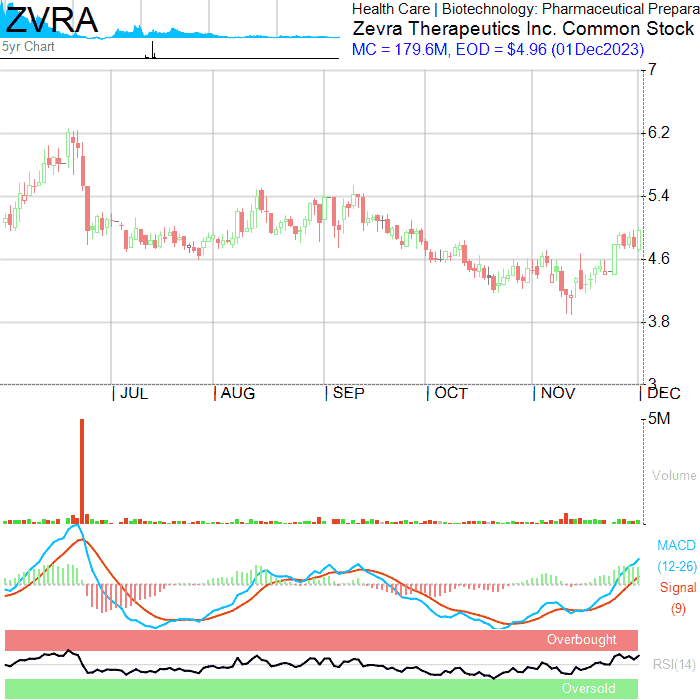 ZVRA
5yr Chart
Health Care | Biotechnology: Pharmaceutical Prepara
Zevra Therapeutics Inc. Common Stock
MC = 179.6M, EOD = $4.96 (01Dec2023)
7
6.2
5.4
4.6
3.8
3
| JUL | AUG | SEP | OCT | NOV | DEC
5M
Volume
MACD
(12-26)
Signal
(9)
Overbought
RSI(14)
Oversold